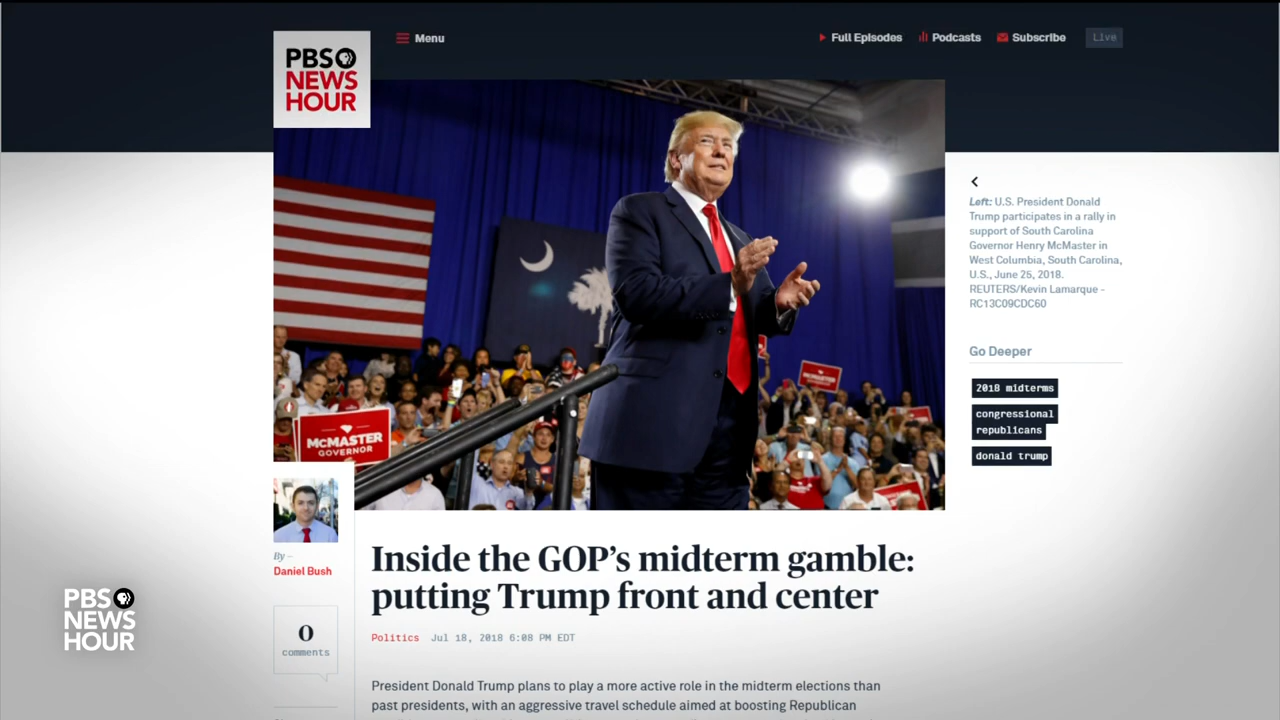 PBS
NEWS
HOUR
Menu
Full Episodes
Podcasts
Subscribe
Live
McMASTER
GOVERNOR
Left: U.S. President Donald
Trump participates in a rally in
support of South Carolina
Governor Henry McMaster in
West Columbia, South Carolina,
U.S., June 25, 2018.
REUTERS/Kevin Lamarque -
RC13C09CDC60
Go Deeper
2018 midterms
congressional
republicans
donald trump
By –
Daniel Bush
0
comments
Inside the GOP’s midterm gamble:
putting Trump front and center
Politics Jul 18, 2018 6:08 PM EDT
President Donald Trump plans to play a more active role in the midterm elections than
past presidents, with an aggressive travel schedule aimed at boosting Republican
PBS
NEWS
HOUR